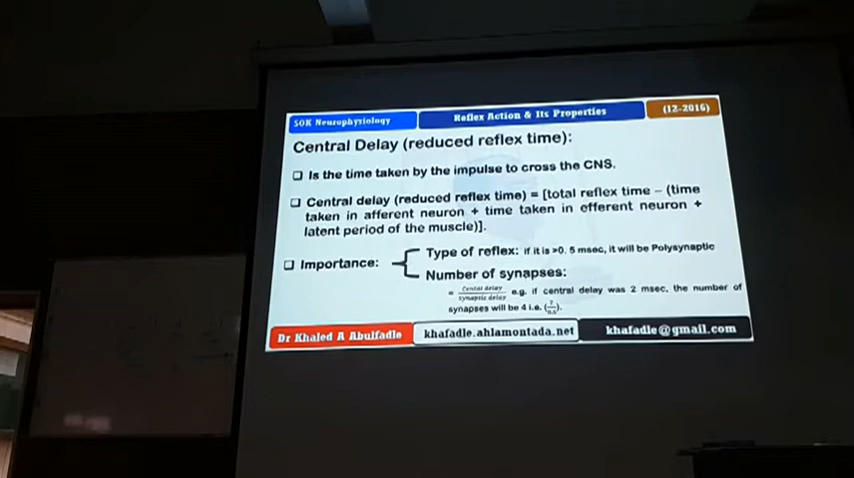 SOK Neurophysiology
Reflex Action & Its Properties
(12-2016)
Central Delay (reduced reflex time):
❑ Is the time taken by the impulse to cross the CNS.
❑ Central delay (reduced reflex time) = [total reflex time – (time
taken in afferent neuron + time taken in efferent neuron +
latent period of the muscle)].
❑ Importance:
Type of reflex: if it is >0. 5 msec, it will be Polysynaptic
Number of synapses:
= Central delay / synaptic delay e.g. if central delay was 2 msec, the number of
synapses will be 4 i.e. (2/0.5).
Dr Khaled A Abulfadle
khafadle.ahlamontada.net
khafadle@gmail.com